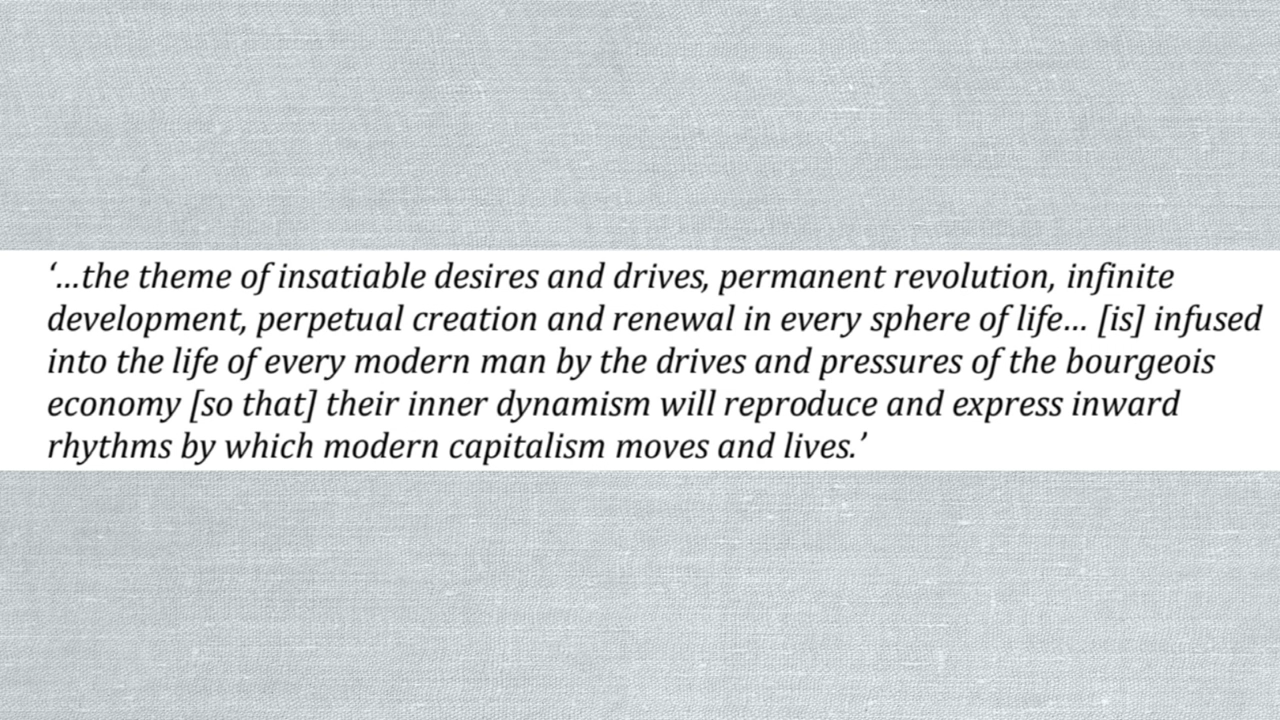 ‘...the theme of insatiable desires and drives, permanent revolution, infinite
development, perpetual creation and renewal in every sphere of life... [is] infused
into the life of every modern man by the drives and pressures of the bourgeois
economy [so that] their inner dynamism will reproduce and express inward
rhythms by which modern capitalism moves and lives.’